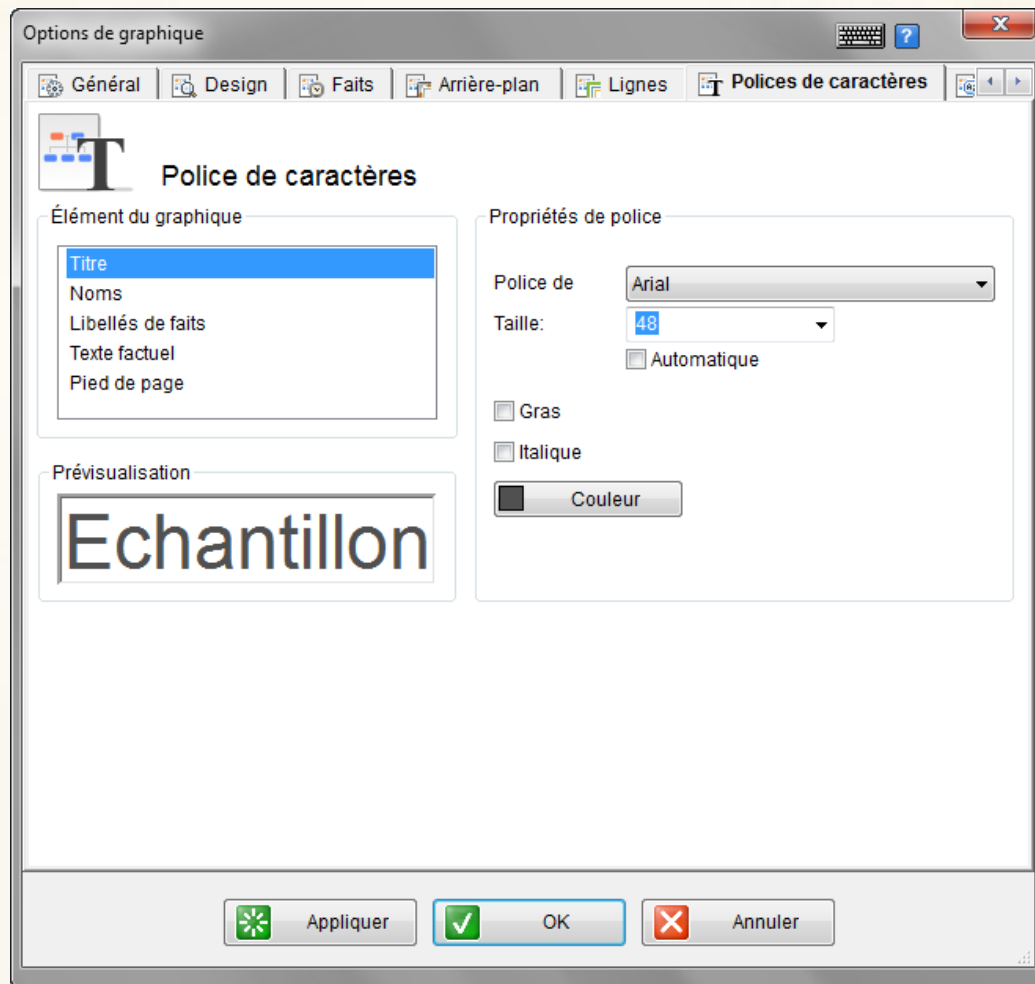 Options de graphique
?
Général
Design
Faits
Arrière-plan
Lignes
Polices de caractères
Police de caractères
Élément du graphique
Titre
Noms
Libellés de faits
Texte factuel
Pied de page
Prévisualisation
Echantillon
Propriétés de police
Police de
Arial
Taille:
48
Automatique
Gras
Italique
Couleur
Appliquer
OK
Annuler